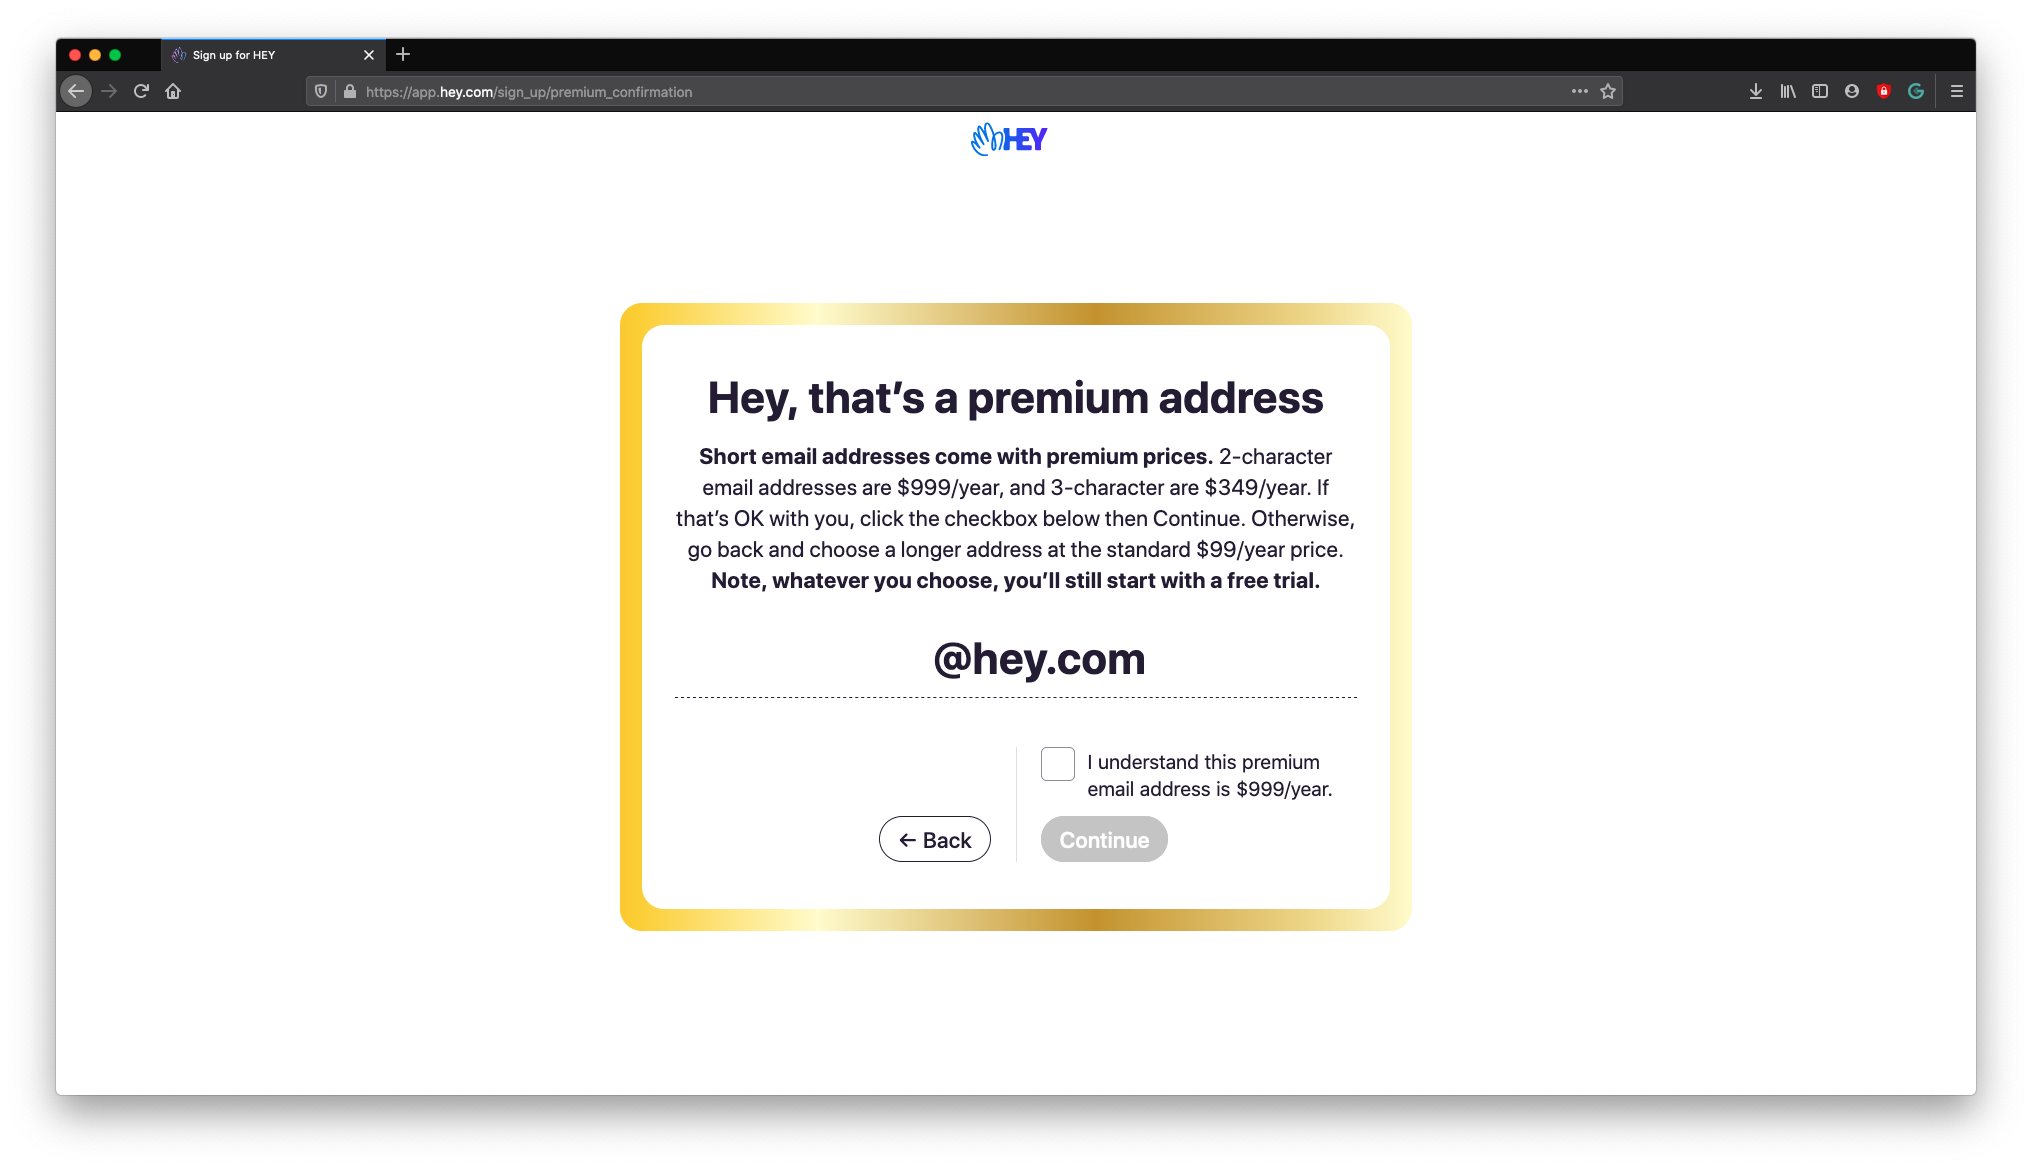 Sign up for HEY
https://app.hey.com/sign_up/premium_confirmation
HEY
Hey, that’s a premium address
Short email addresses come with premium prices. 2-character
email addresses are $999/year, and 3-character are $349/year. If
that’s OK with you, click the checkbox below then Continue. Otherwise,
go back and choose a longer address at the standard $99/year price.
Note, whatever you choose, you’ll still start with a free trial.
@hey.com
I understand this premium
email address is $999/year.
← Back
Continue